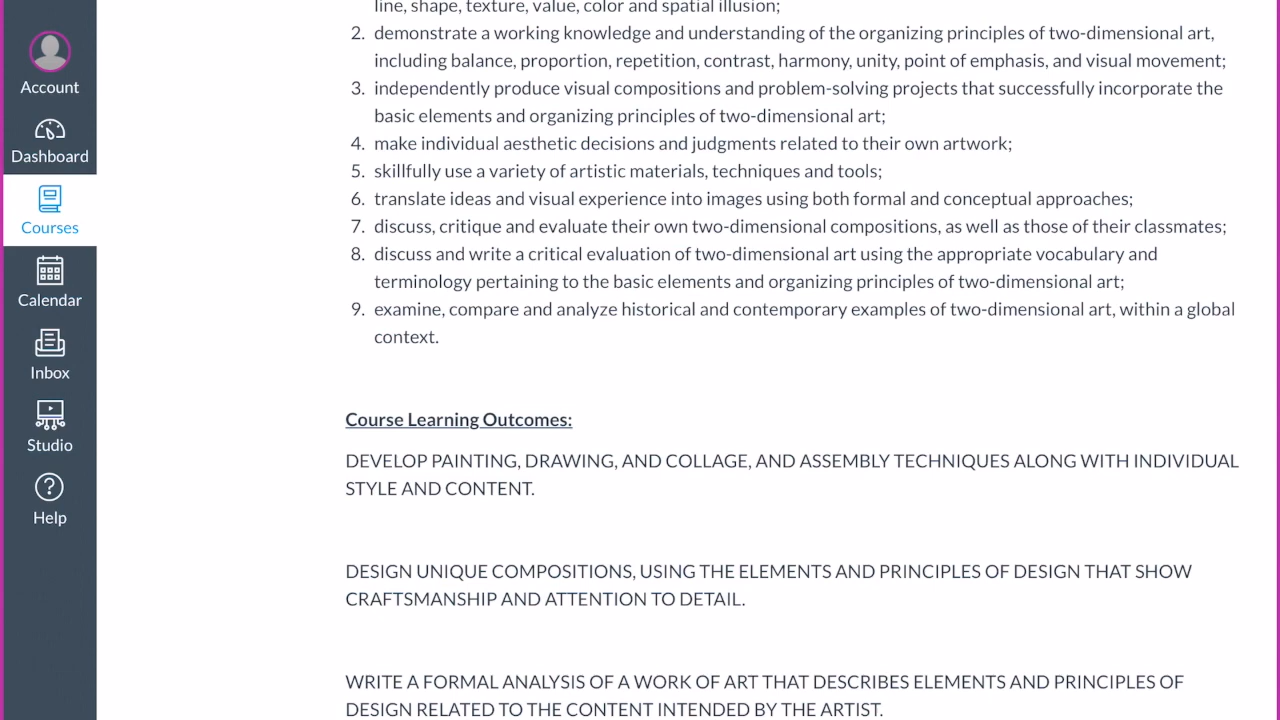 Account
Dashboard
Courses
Calendar
Inbox
Studio
Help
line, shape, texture, value, color and spatial illusion;
2. demonstrate a working knowledge and understanding of the organizing principles of two-dimensional art,
including balance, proportion, repetition, contrast, harmony, unity, point of emphasis, and visual movement;
3. independently produce visual compositions and problem-solving projects that successfully incorporate the
basic elements and organizing principles of two-dimensional art;
4. make individual aesthetic decisions and judgments related to their own artwork;
5. skillfully use a variety of artistic materials, techniques and tools;
6. translate ideas and visual experience into images using both formal and conceptual approaches;
7. discuss, critique and evaluate their own two-dimensional compositions, as well as those of their classmates;
8. discuss and write a critical evaluation of two-dimensional art using the appropriate vocabulary and
terminology pertaining to the basic elements and organizing principles of two-dimensional art;
9. examine, compare and analyze historical and contemporary examples of two-dimensional art, within a global
context.
Course Learning Outcomes:
DEVELOP PAINTING, DRAWING, AND COLLAGE, AND ASSEMBLY TECHNIQUES ALONG WITH INDIVIDUAL
STYLE AND CONTENT.
DESIGN UNIQUE COMPOSITIONS, USING THE ELEMENTS AND PRINCIPLES OF DESIGN THAT SHOW
CRAFTSMANSHIP AND ATTENTION TO DETAIL.
WRITE A FORMAL ANALYSIS OF A WORK OF ART THAT DESCRIBES ELEMENTS AND PRINCIPLES OF
DESIGN RELATED TO THE CONTENT INTENDED BY THE ARTIST.